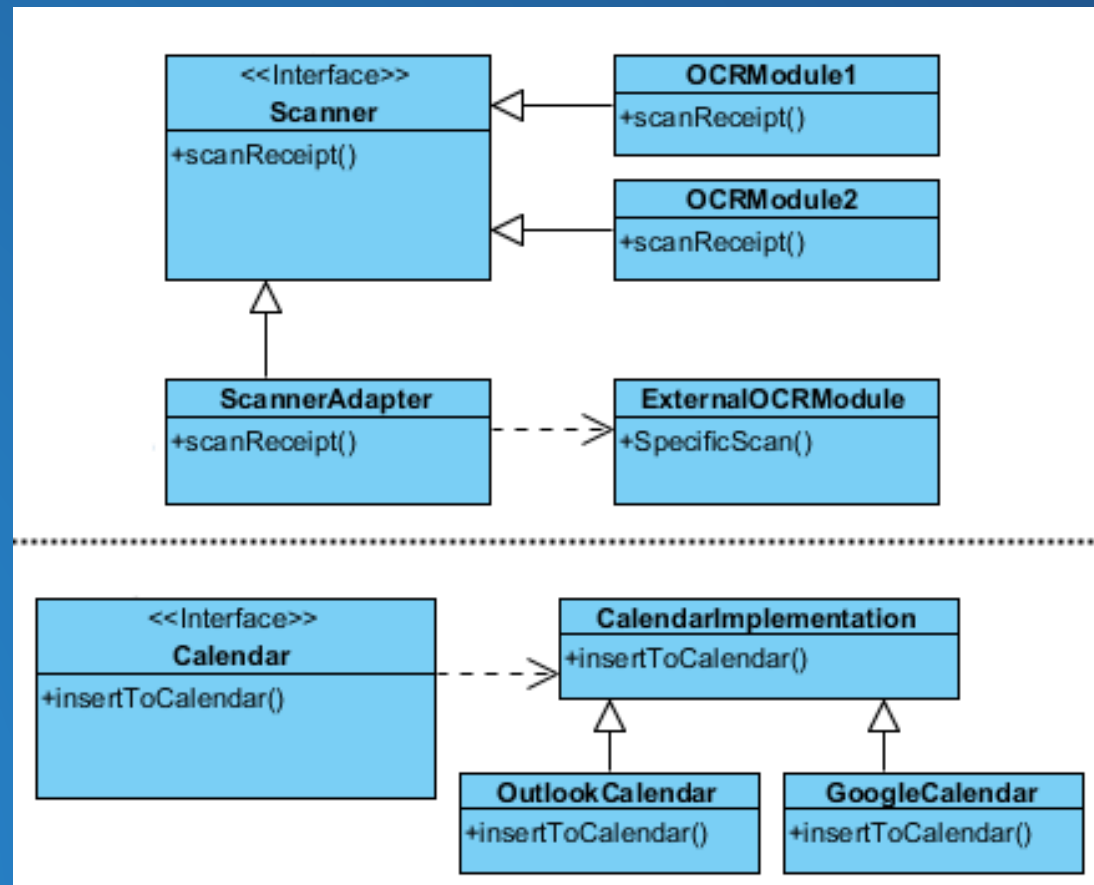 <<Interface>>
Scanner
+scanReceipt()
OCRModule1
+scanReceipt()
OCRModule2
+scanReceipt()
ScannerAdapter
+scanReceipt()
ExternalOCRModule
+SpecificScan()
<<Interface>>
Calendar
+insertToCalendar()
CalendarImplementation
+insertToCalendar()
OutlookCalendar
+insertToCalendar()
GoogleCalendar
+insertToCalendar()